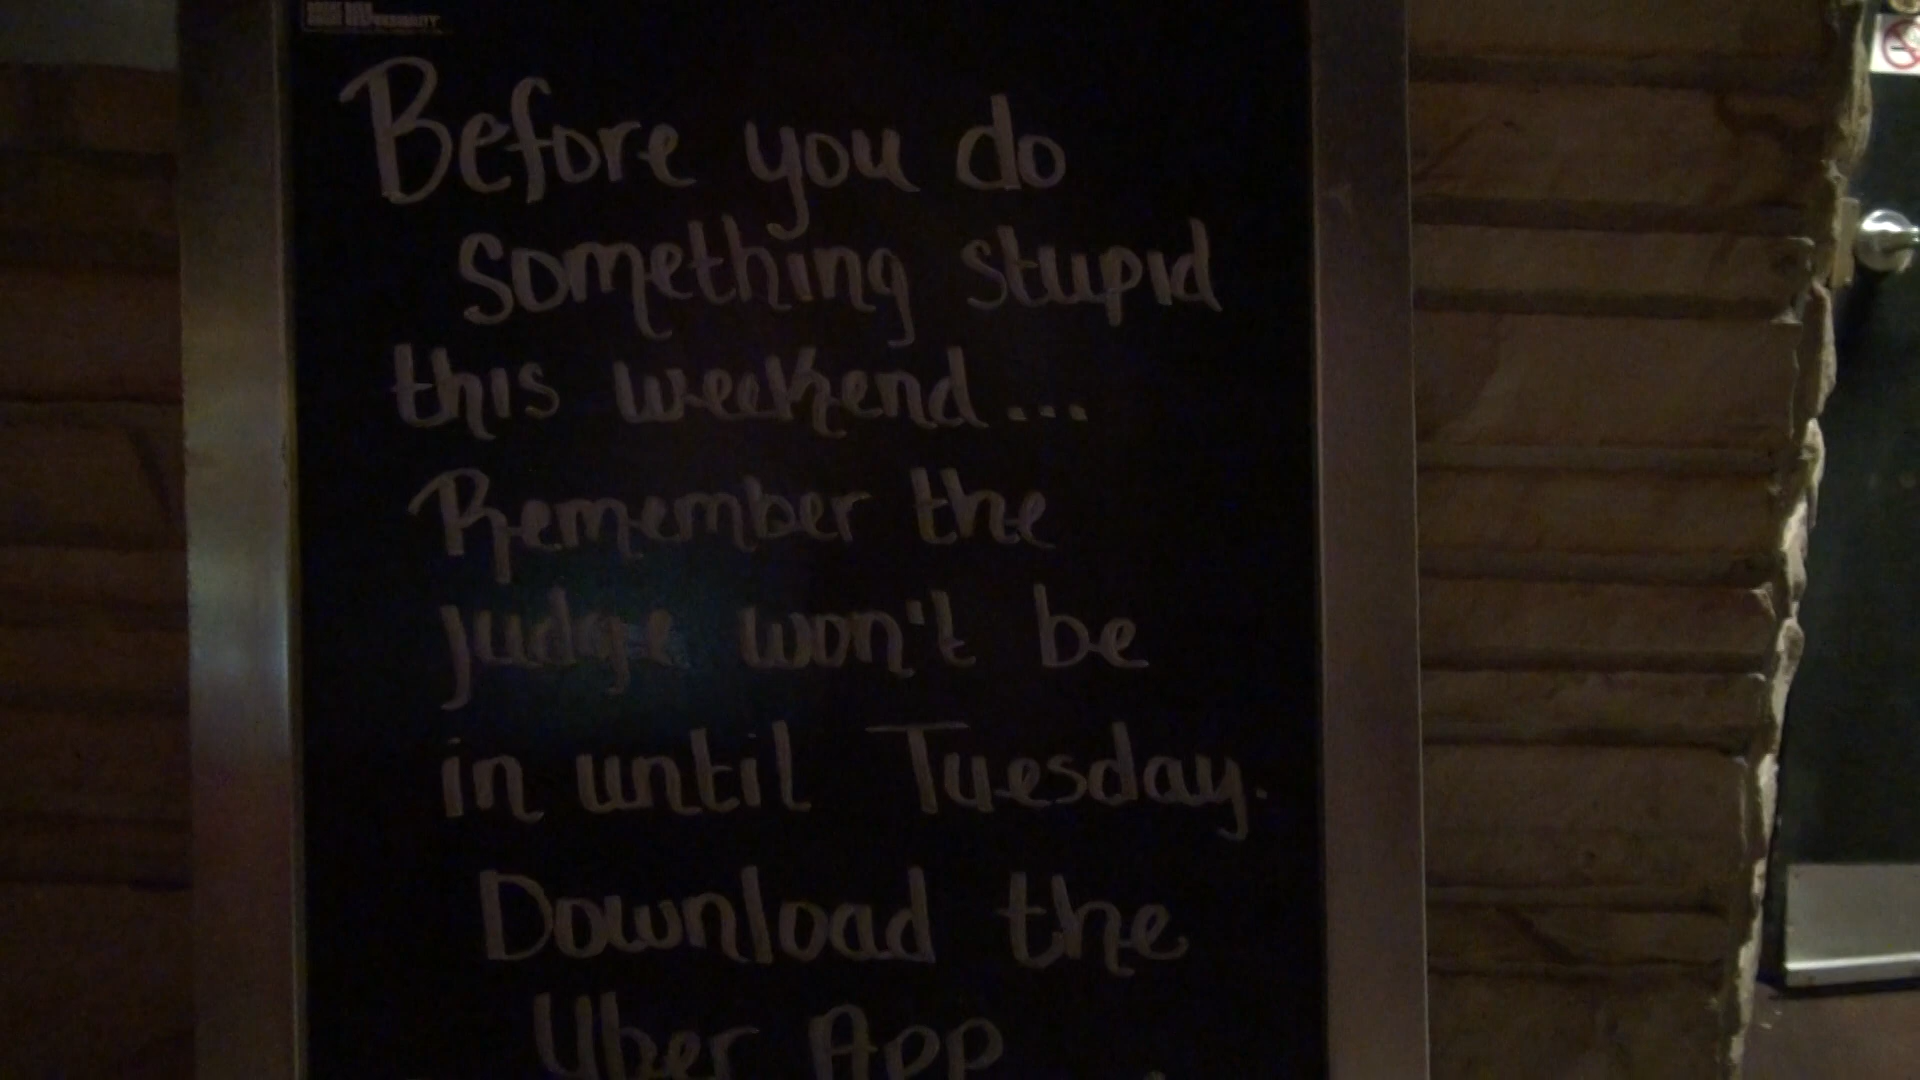 Before you do
something stupid
this weekend...
Remember the
judge won't be
in until Tuesday.
Download the
Uber App